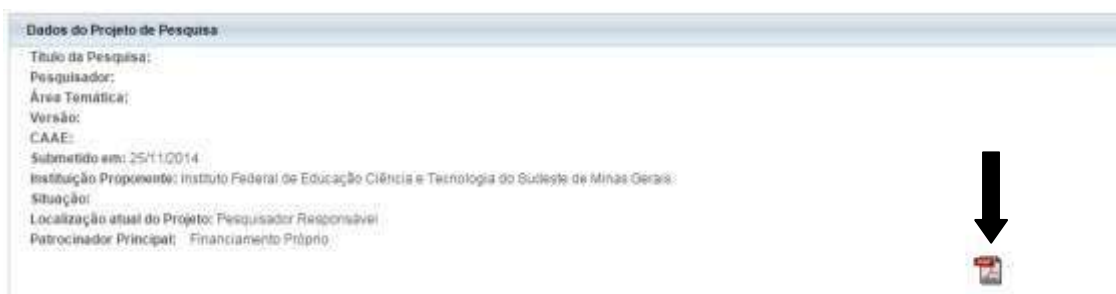 Dados do Projeto de Pesquisa
Título da Pesquisa:
Pesquisador:
Área Temática:
Versão:
CAAE:
Submetido em: 25/11/2014
Instituição Proponente: Instituto Federal de Educação Ciência e Tecnologia do Sudeste de Minas Gerais
Situação:
Localização atual do Projeto: Pesquisador Responsável
Patrocinador Principal: Financiamento Próprio